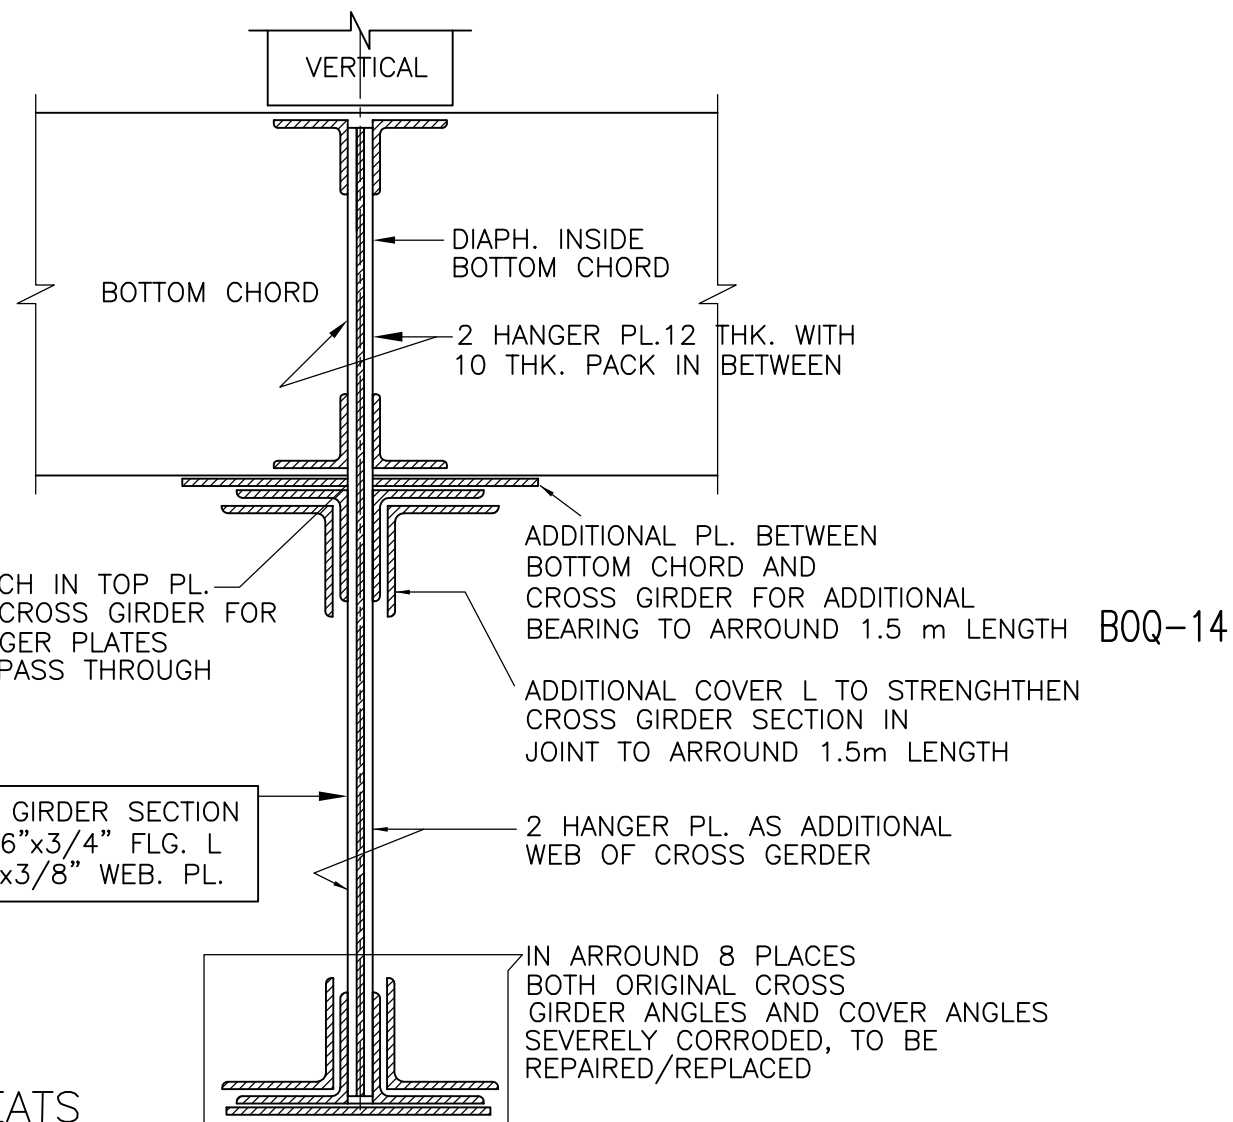 VERTICAL
DIAPH. INSIDE
BOTTOM CHORD
BOTTOM CHORD
2 HANGER PL.12 THK. WITH
10 THK. PACK IN BETWEEN
ADDITIONAL PL. BETWEEN
BOTTOM CHORD AND
CROSS GIRDER FOR ADDITIONAL
BEARING TO ARROUND 1.5 m LENGTH
BOQ-14
CH IN TOP PL.
CROSS GIRDER FOR
GER PLATES
PASS THROUGH
ADDITIONAL COVER L TO STRENGHTHEN
CROSS GIRDER SECTION IN
JOINT TO ARROUND 1.5m LENGTH
GIRDER SECTION
6"x3/4" FLG. L
x3/8" WEB. PL.
2 HANGER PL. AS ADDITIONAL
WEB OF CROSS GERDER
IN ARROUND 8 PLACES
BOTH ORIGINAL CROSS
GIRDER ANGLES AND COVER ANGLES
SEVERELY CORRODED, TO BE
REPAIRED/REPLACED
EATS